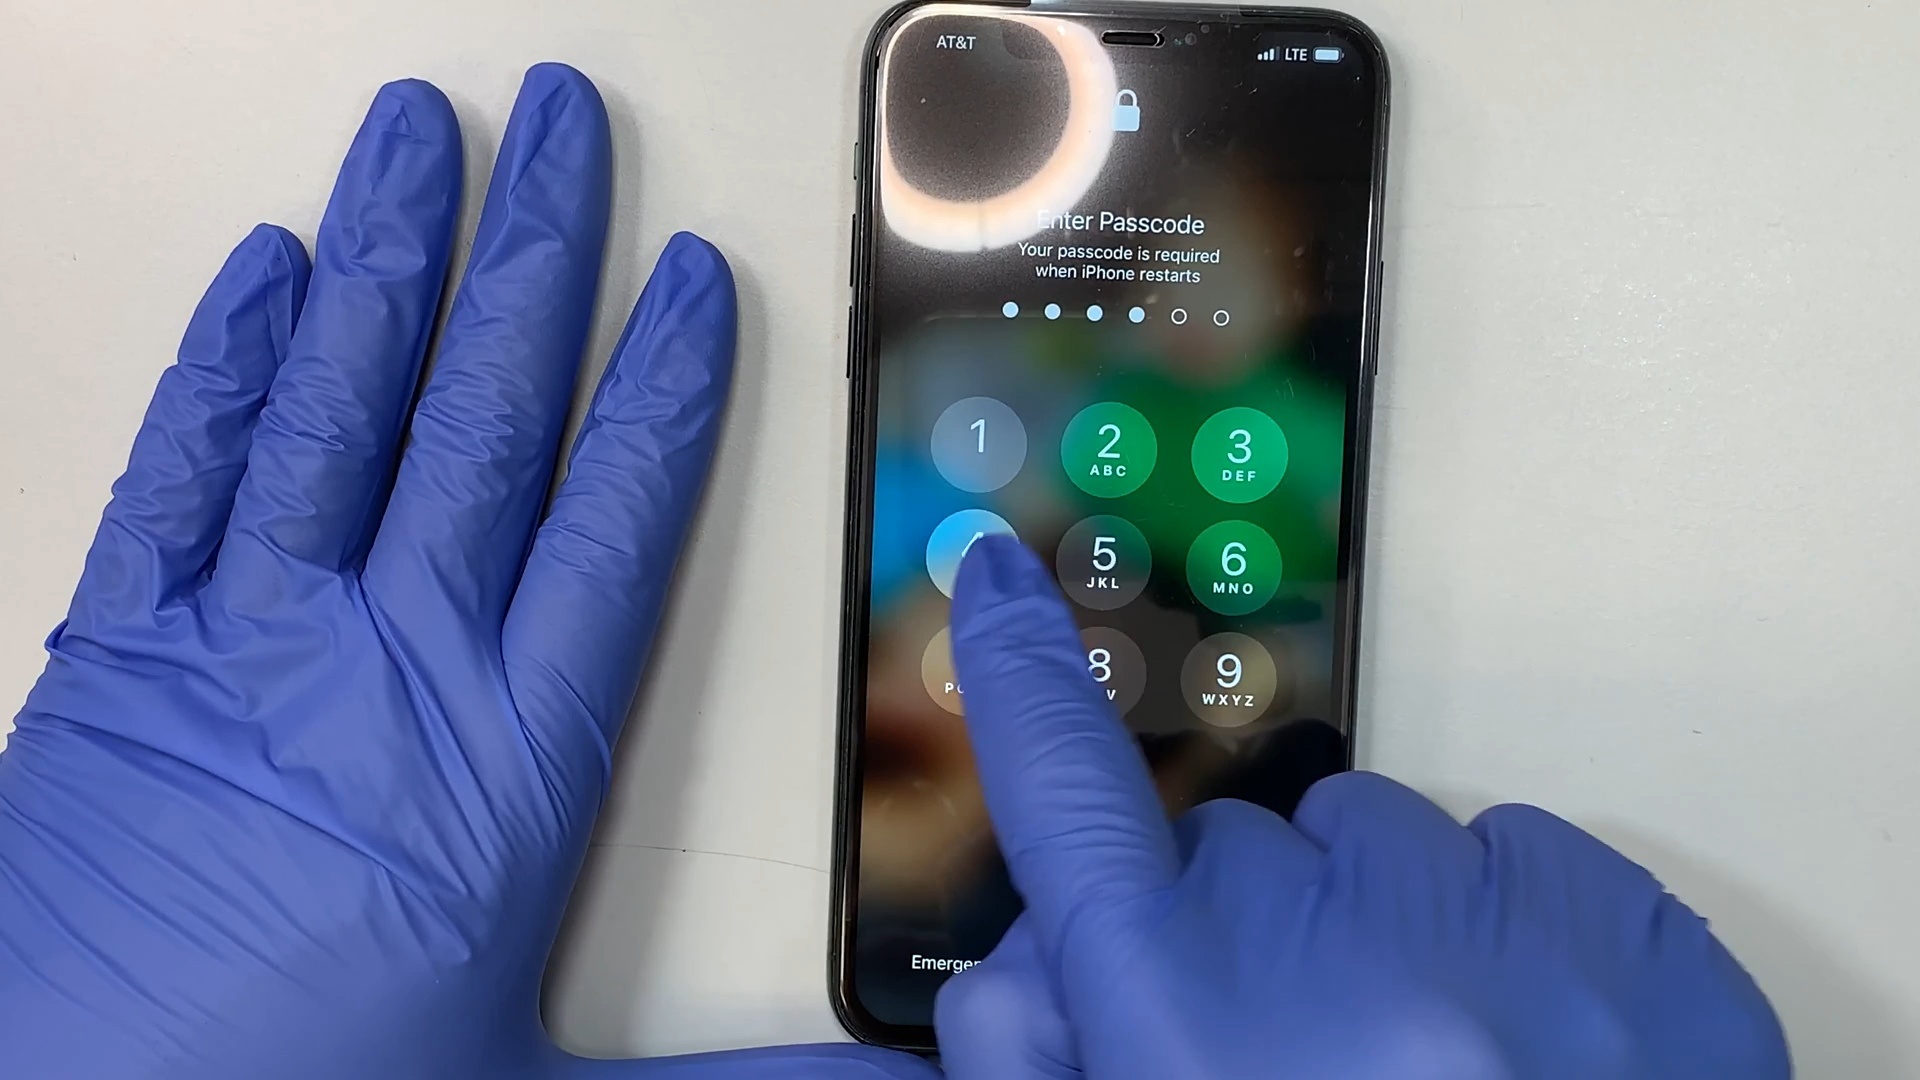 AT&T
LTE
Enter Passcode
Your passcode is required
when iPhone restarts
1
2
3
ABC
DEF
4
5
6
JKL
MNO
8
9
WXYZ